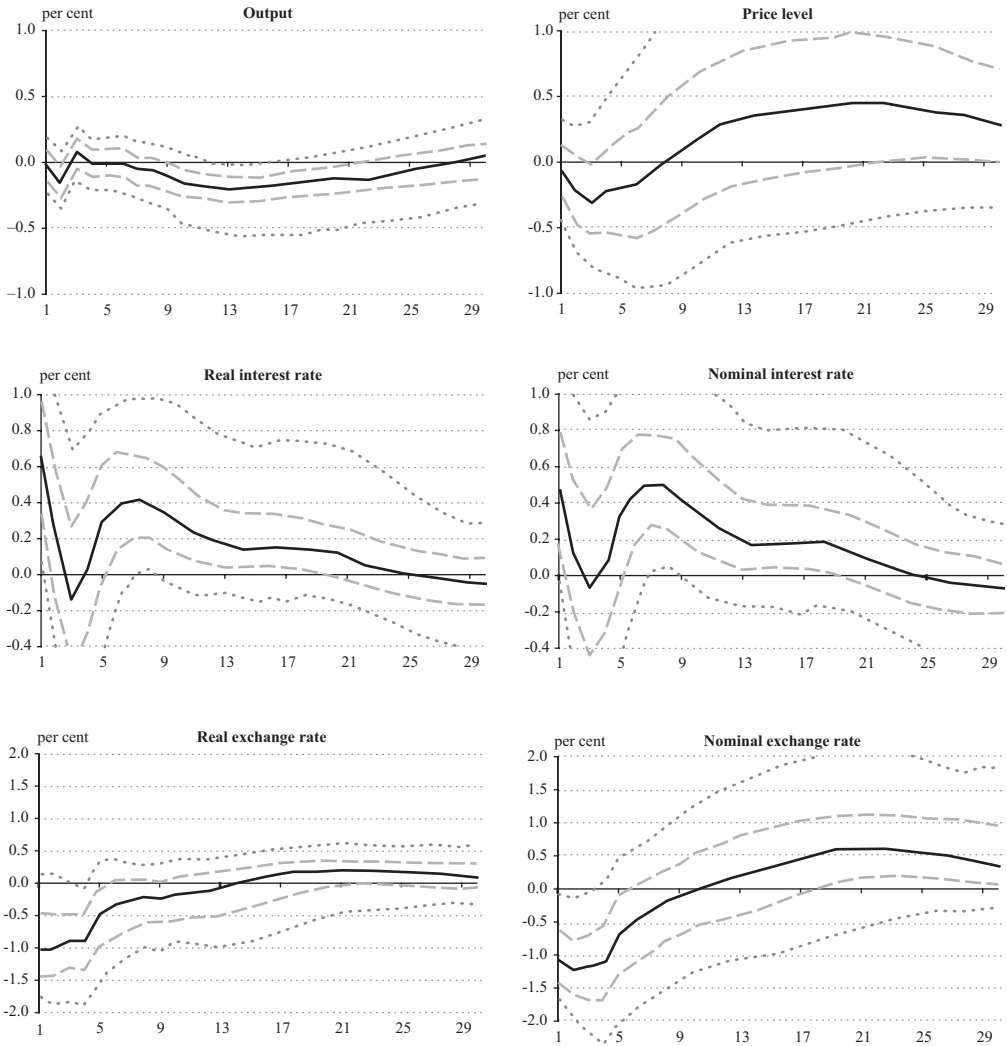 per cent
Output
1.0
0.5
0.0
–0.5
–1.0
1 5 9 13 17 21 25 29
Price level
1.0
0.5
0.0
-0.5
-1.0
1 5 9 13 17 21 25 29
per cent
Real interest rate
1.0
0.8
0.6
0.4
0.2
0.0
-0.2
-0.4
1 5 9 13 17 21 25 29
per cent
Nominal interest rate
1.0
0.8
0.6
0.4
0.2
0.0
-0.2
-0.4
1 5 9 13 17 21 25 29
per cent
Real exchange rate
2.0
1.5
1.0
0.5
0.0
-0.5
-1.0
-1.5
-2.0
1 5 9 13 17 21 25 29
per cent
Nominal exchange rate
2.0
1.5
1.0
0.5
0.0
-0.5
-1.0
-1.5
-2.0
1 5 9 13 17 21 25 29
per cent